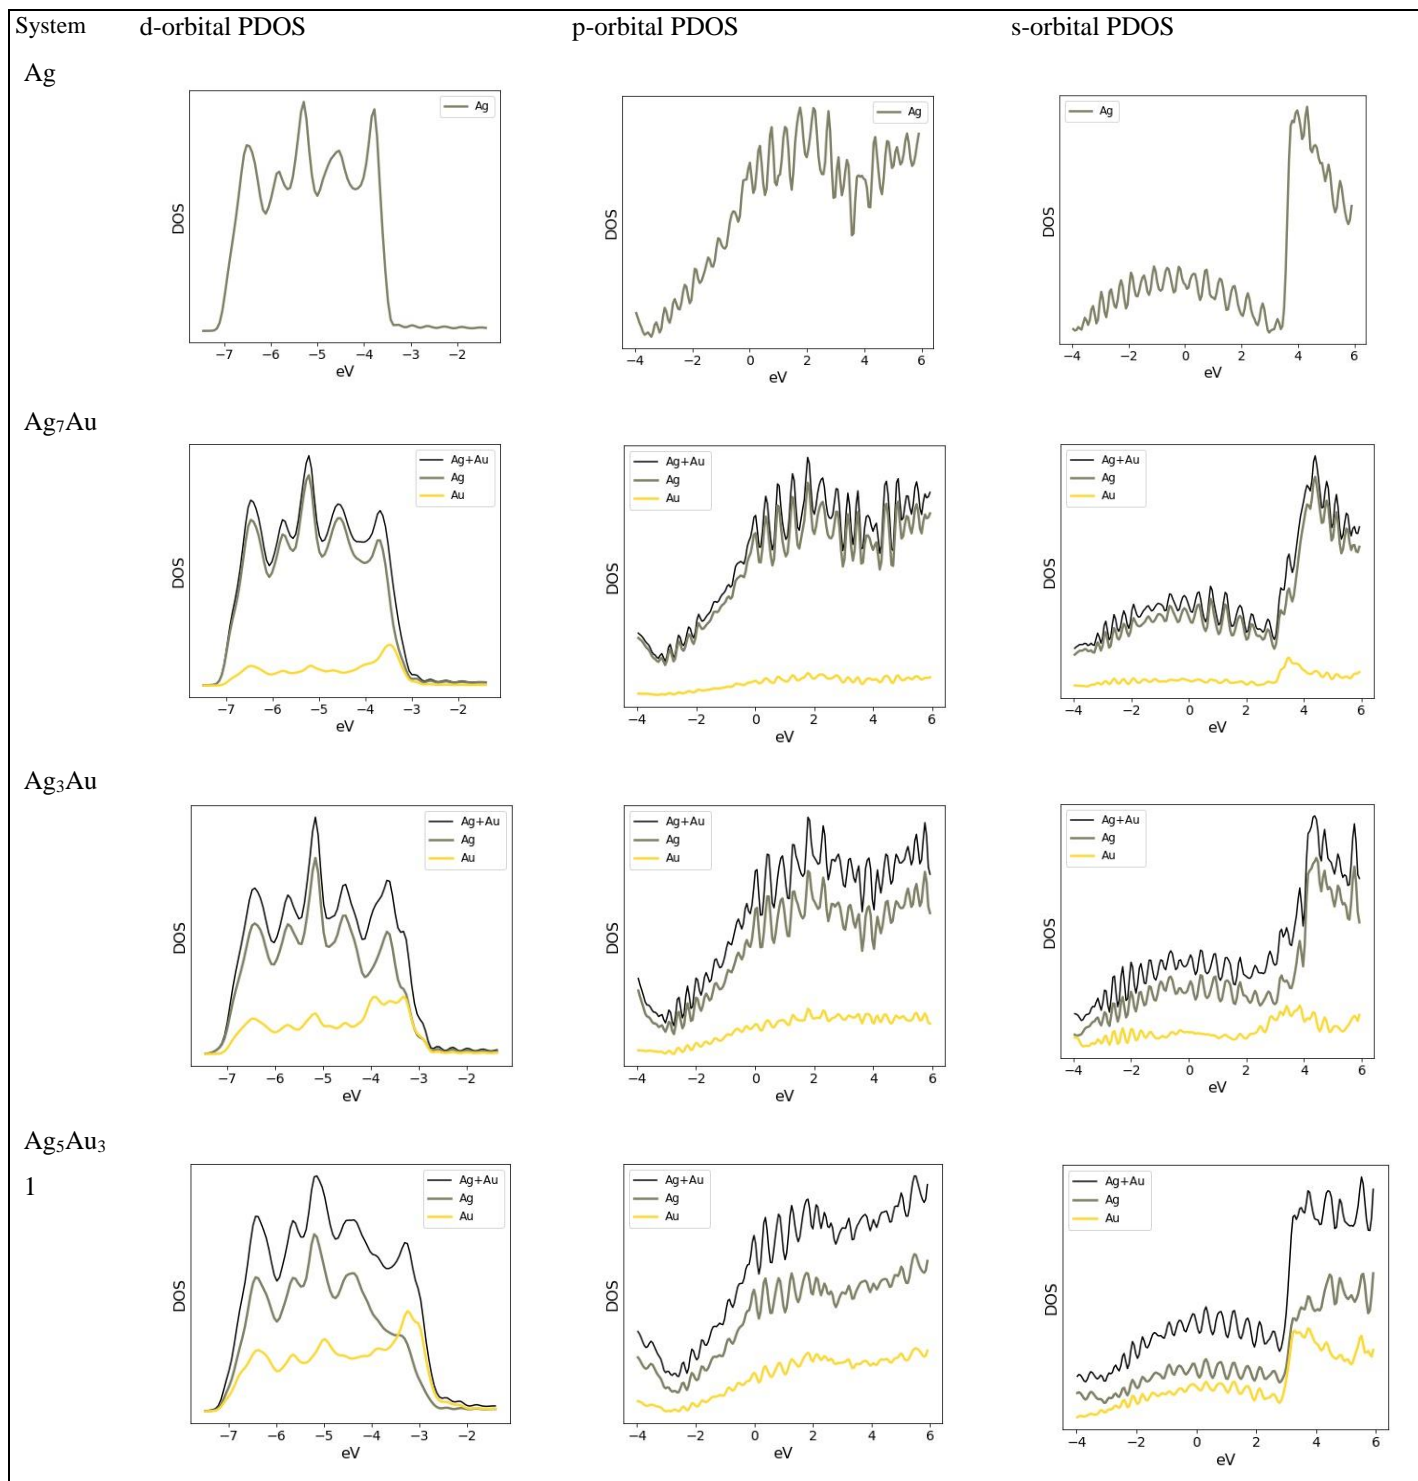 System d-orbital PDOS p-orbital PDOS s-orbital PDOS
Ag
Ag
DOS
−7 −6 −5 −4 −3 −2
eV
Ag
DOS
−4 −2 0 2 4 6
eV
Ag
DOS
−4 −2 0 2 4 6
eV
Ag₇Au
Ag+Au
Ag
Au
DOS
−7 −6 −5 −4 −3 −2
eV
Ag+Au
Ag
Au
DOS
−4 −2 0 2 4 6
eV
Ag+Au
Ag
Au
DOS
−4 −2 0 2 4 6
eV
Ag₃Au
Ag+Au
Ag
Au
DOS
−7 −6 −5 −4 −3 −2
eV
Ag+Au
Ag
Au
DOS
−4 −2 0 2 4 6
eV
Ag+Au
Ag
Au
DOS
−4 −2 0 2 4 6
eV
Ag₅Au₃
1
Ag+Au
Ag
Au
DOS
−7 −6 −5 −4 −3 −2
eV
Ag+Au
Ag
Au
DOS
−4 −2 0 2 4 6
eV
Ag+Au
Ag
Au
DOS
−4 −2 0 2 4 6
eV